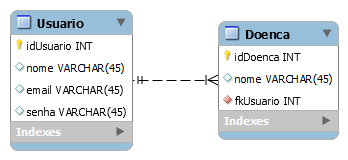 Usuario
idUsuario INT
nome VARCHAR(45)
email VARCHAR(45)
senha VARCHAR(45)
Indexes
Doenca
idDoenca INT
nome VARCHAR(45)
fkUsuario INT
Indexes